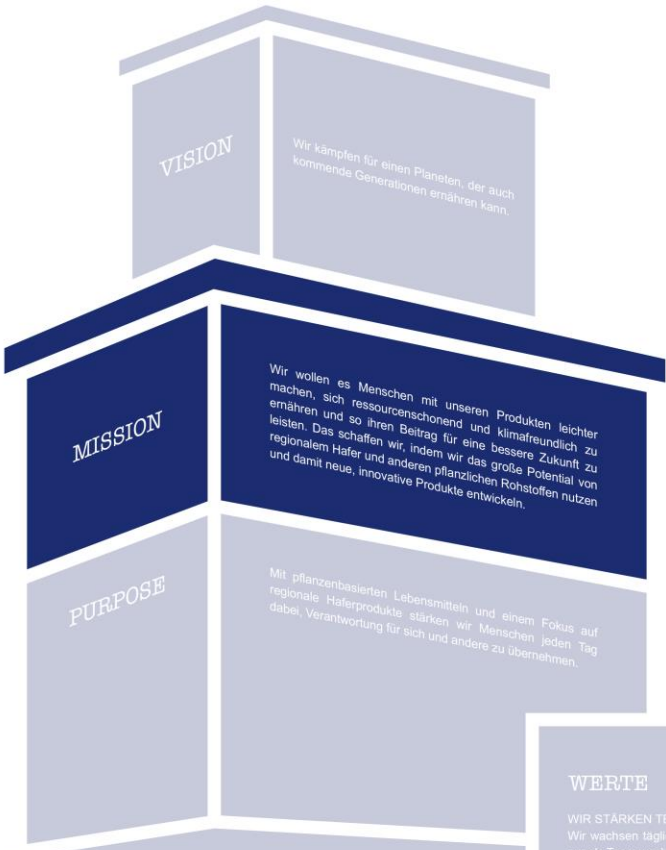 VISION
Wir kämpfen für einen Planeten, der auch
kommende Generationen ernähren kann.
MISSION
Wir wollen es Menschen mit unseren Produkten leichter
machen, sich ressourcenschonend und klimafreundlich zu
ernähren und so ihren Beitrag für eine bessere Zukunft zu
leisten. Das schaffen wir, indem wir das große Potential von
regionalem Hafer und anderen pflanzlichen Rohstoffen nutzen
und damit neue, innovative Produkte entwickeln.
PURPOSE
Mit pflanzenbasierten Lebensmitteln und einem Fokus auf
regionale Haferprodukte stärken wir Menschen jeden Tag
dabei, Verantwortung für sich und andere zu übernehmen.
WERTE
WIR STÄRKEN TE
Wir wachsen tägli